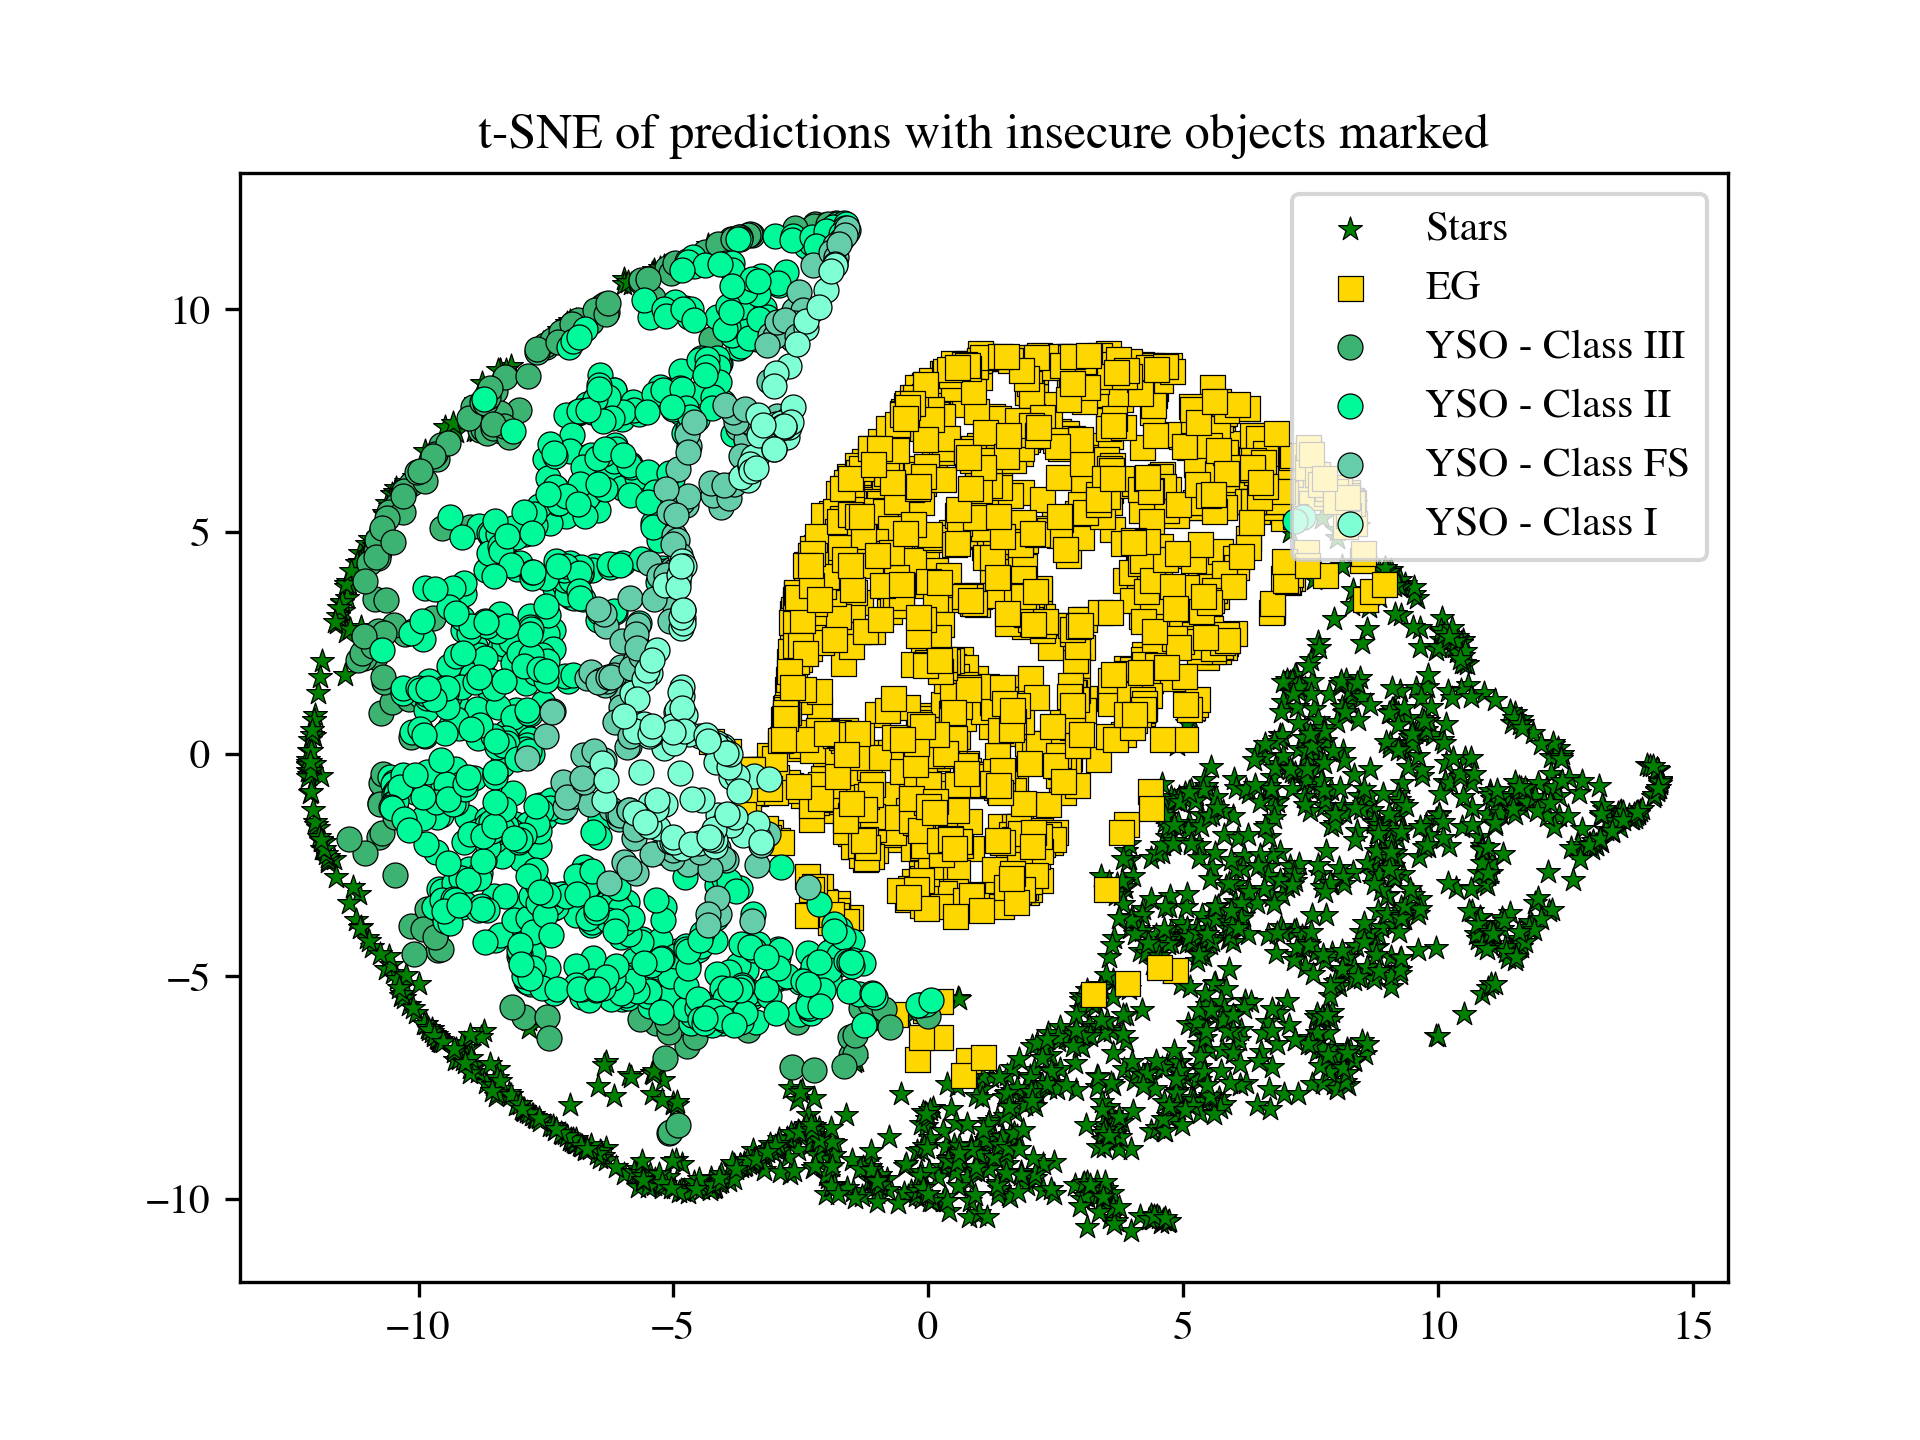 t-SNE of predictions with insecure objects marked
Stars
EG
YSO - Class III
YSO - Class II
YSO - Class FS
YSO - Class I
10
5
0
−5
−10
−10
−5
0
5
10
15